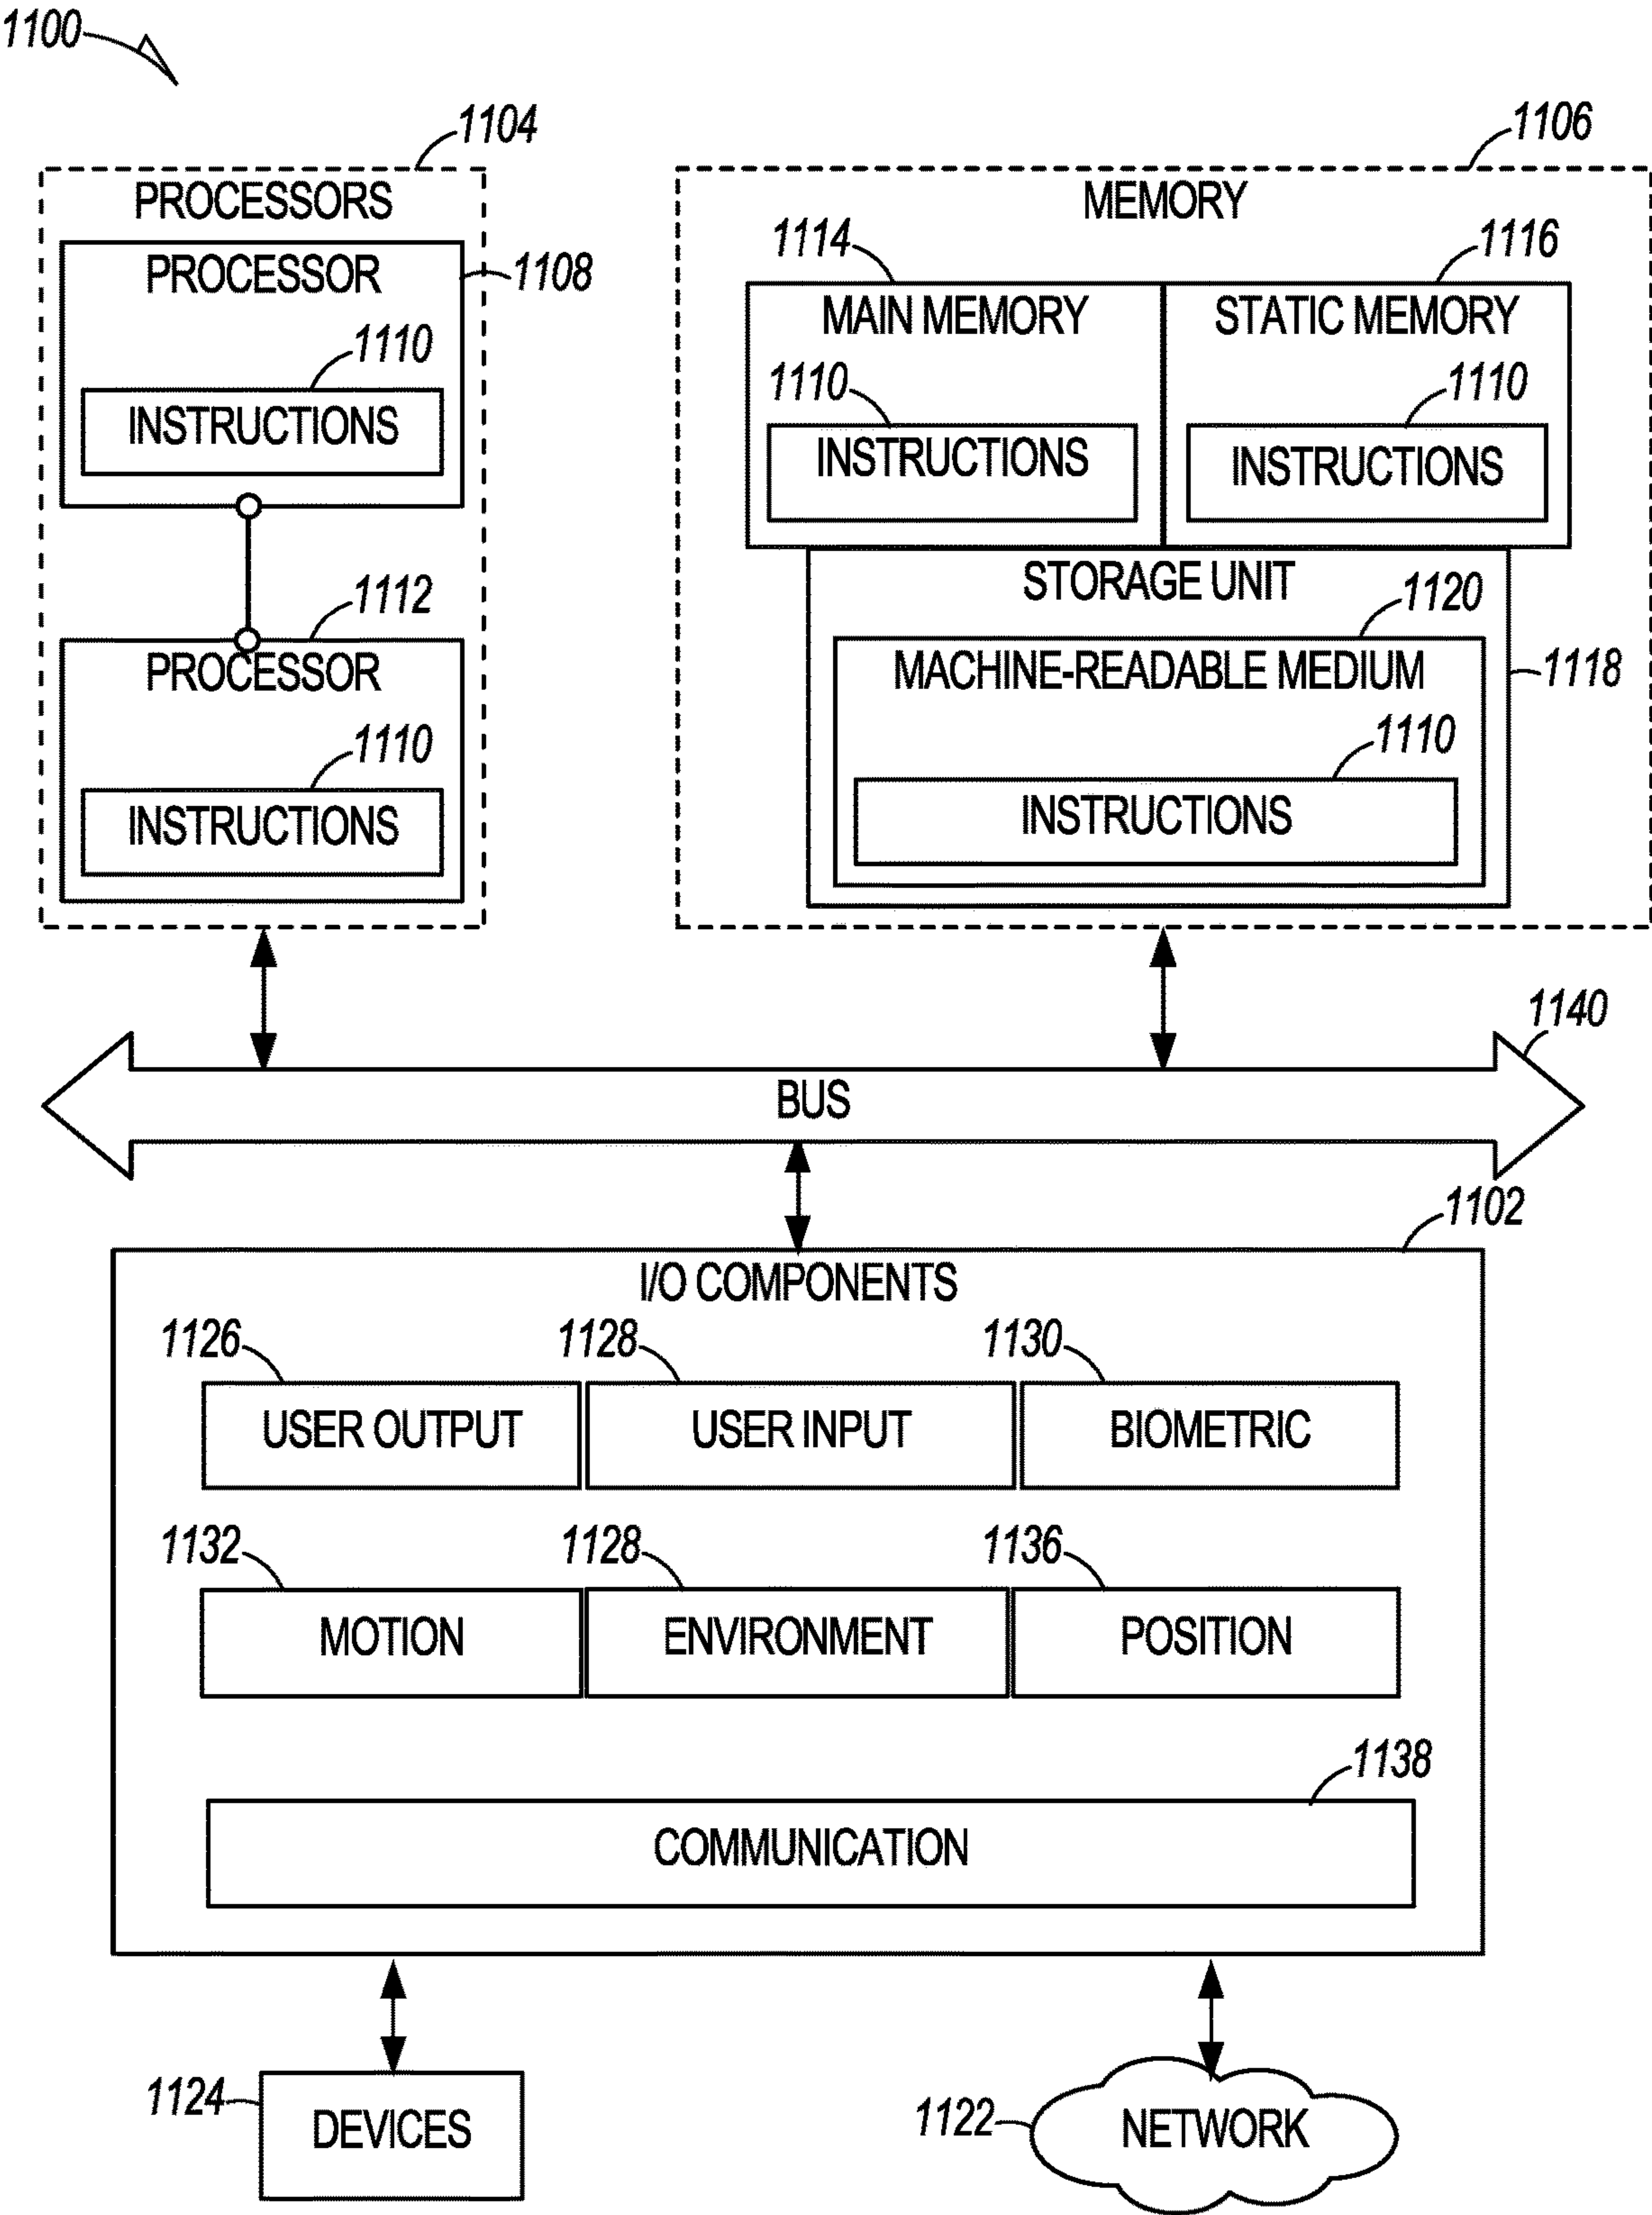 1100
1104
1106
PROCESSORS
MEMORY
PROCESSOR
1108
1110
INSTRUCTIONS
1112
PROCESSOR
1110
INSTRUCTIONS
1114
1116
MAIN MEMORY
STATIC MEMORY
1110
1110
INSTRUCTIONS
INSTRUCTIONS
STORAGE UNIT
1120
MACHINE-READABLE MEDIUM
1118
1110
INSTRUCTIONS
1140
BUS
1102
I/O COMPONENTS
1126
1128
1130
USER OUTPUT
USER INPUT
BIOMETRIC
1132
1128
1136
MOTION
ENVIRONMENT
POSITION
1138
COMMUNICATION
1124
DEVICES
1122
NETWORK